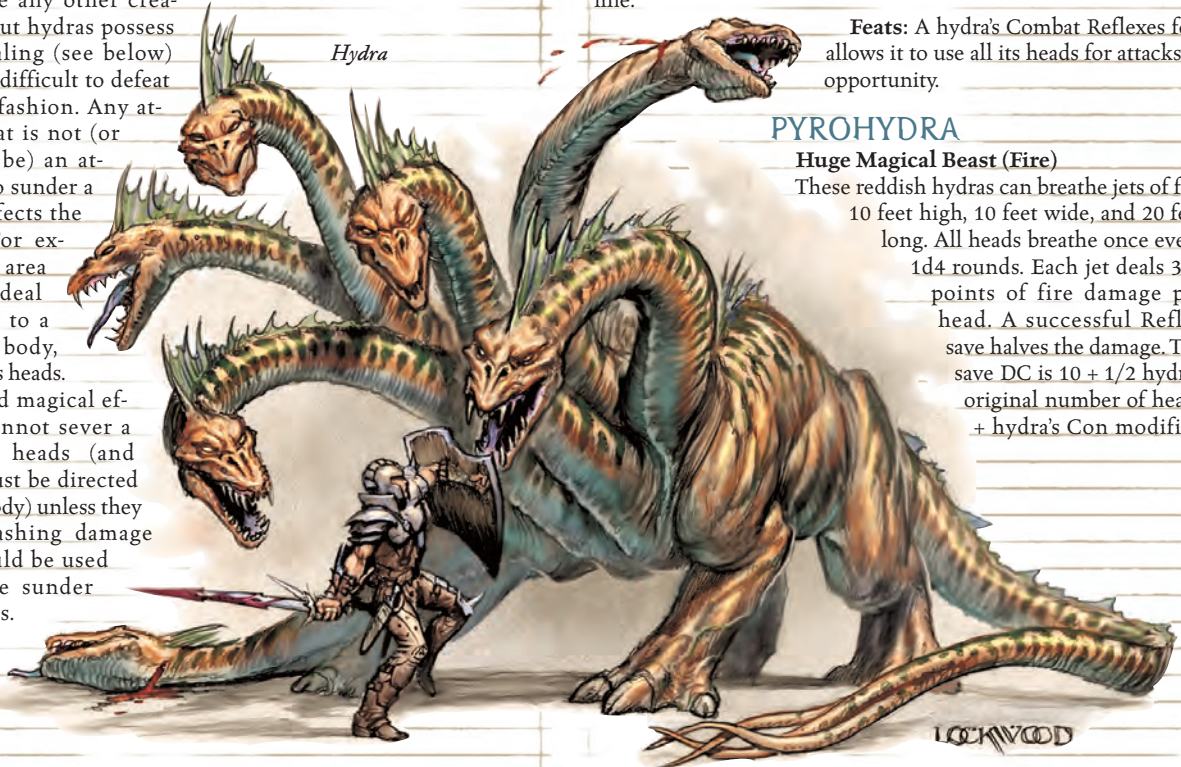 e any other crea-
ut hydras possess
ling (see below)
difficult to defeat
fashion. Any at-
at is not (or
be) an at-
o sunder a
fects the
or ex-
area
deal
to a
body,
s heads.
d magical ef-
nnot sever a
heads (and
ust be directed
dy) unless they
ashing damage
uld be used
e sunder
s.
Hydra
Feats: A hydra's Combat Reflexes fe
allows it to use all its heads for attacks
opportunity.
PYROHYDRA
Huge Magical Beast (Fire)
These reddish hydras can breathe jets of f
10 feet high, 10 feet wide, and 20 fe
long. All heads breathe once eve
1d4 rounds. Each jet deals 3
points of fire damage p
head. A successful Refl
save halves the damage. T
save DC is 10 + 1/2 hydr
original number of hea
+ hydra's Con modifi
LOCKWOOD